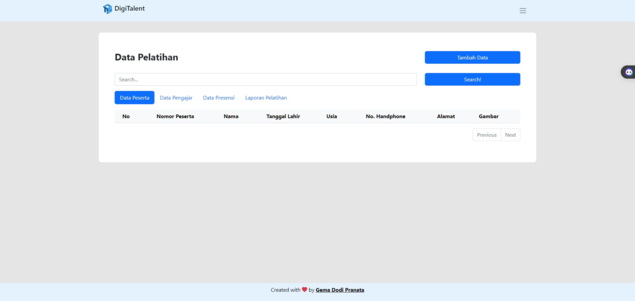 DigiTalent
Data Pelatihan
Tambah Data
Search...
Search!
Data Peserta Data Pengajar Data Presensi Laporan Pelatihan
No Nomor Peserta Nama Tanggal Lahir Usia No. Handphone Alamat Gambar
Previous Next
Created with ❤ by Gema Dodi Pranata